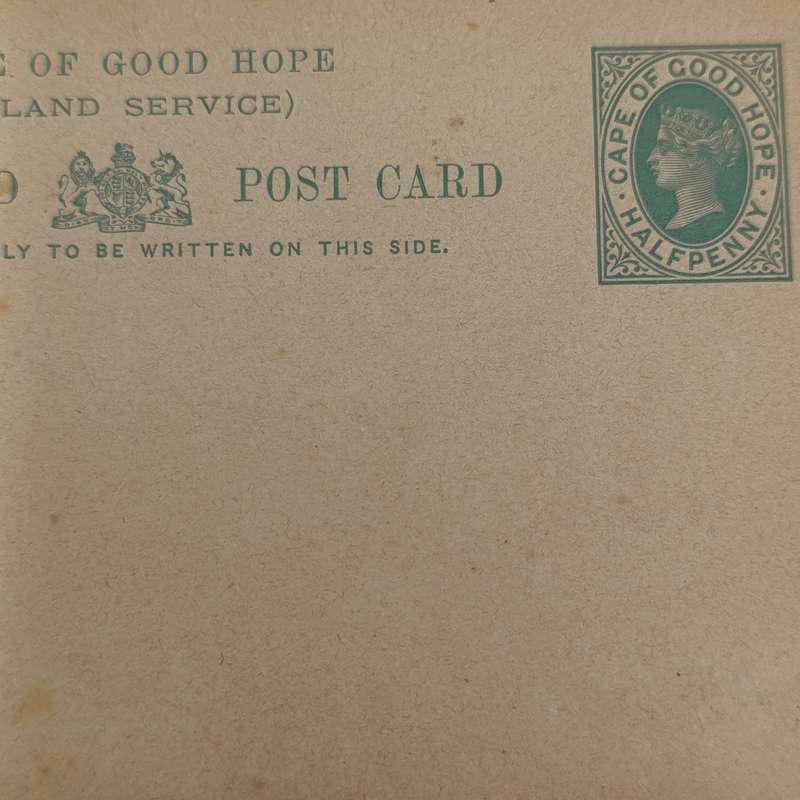 E OF GOOD HOPE
LAND SERVICE)
POST CARD
LY TO BE WRITTEN ON THIS SIDE.
CAPE OF GOOD HOPE
HALFPENNY